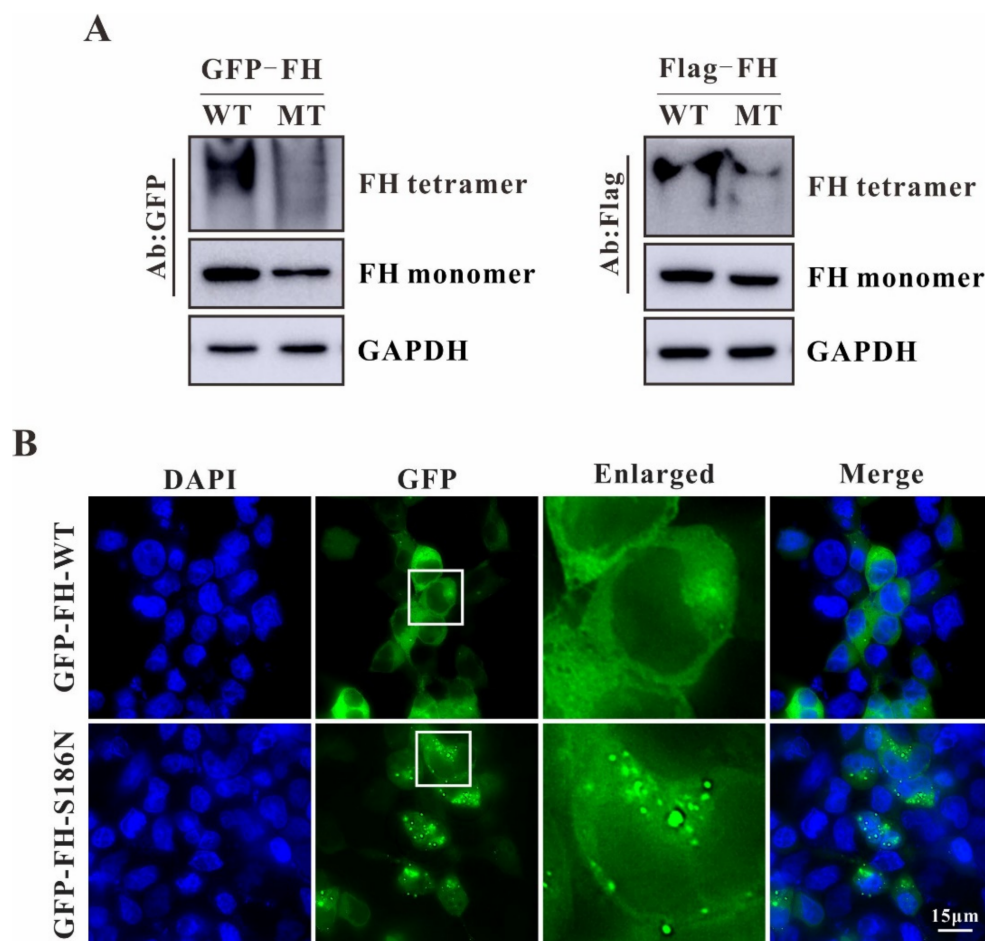 A
GFP-FH
WT MT
Ab:GFP
FH tetramer
FH monomer
GAPDH
Flag-FH
WT MT
Ab:Flag
FH tetramer
FH monomer
GAPDH
B
DAPI GFP Enlarged Merge
GFP-FH-WT
GFP-FH-S186N
15μm